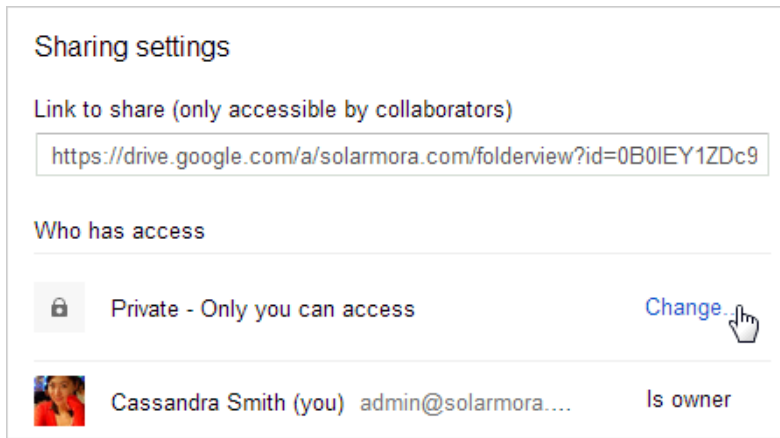 Sharing settings
Link to share (only accessible by collaborators)
https://drive.google.com/a/solarmora.com/folderview?id=0B0lEY1ZDc9
Who has access
Private - Only you can access Change...
Cassandra Smith (you) admin@solarmora.... Is owner